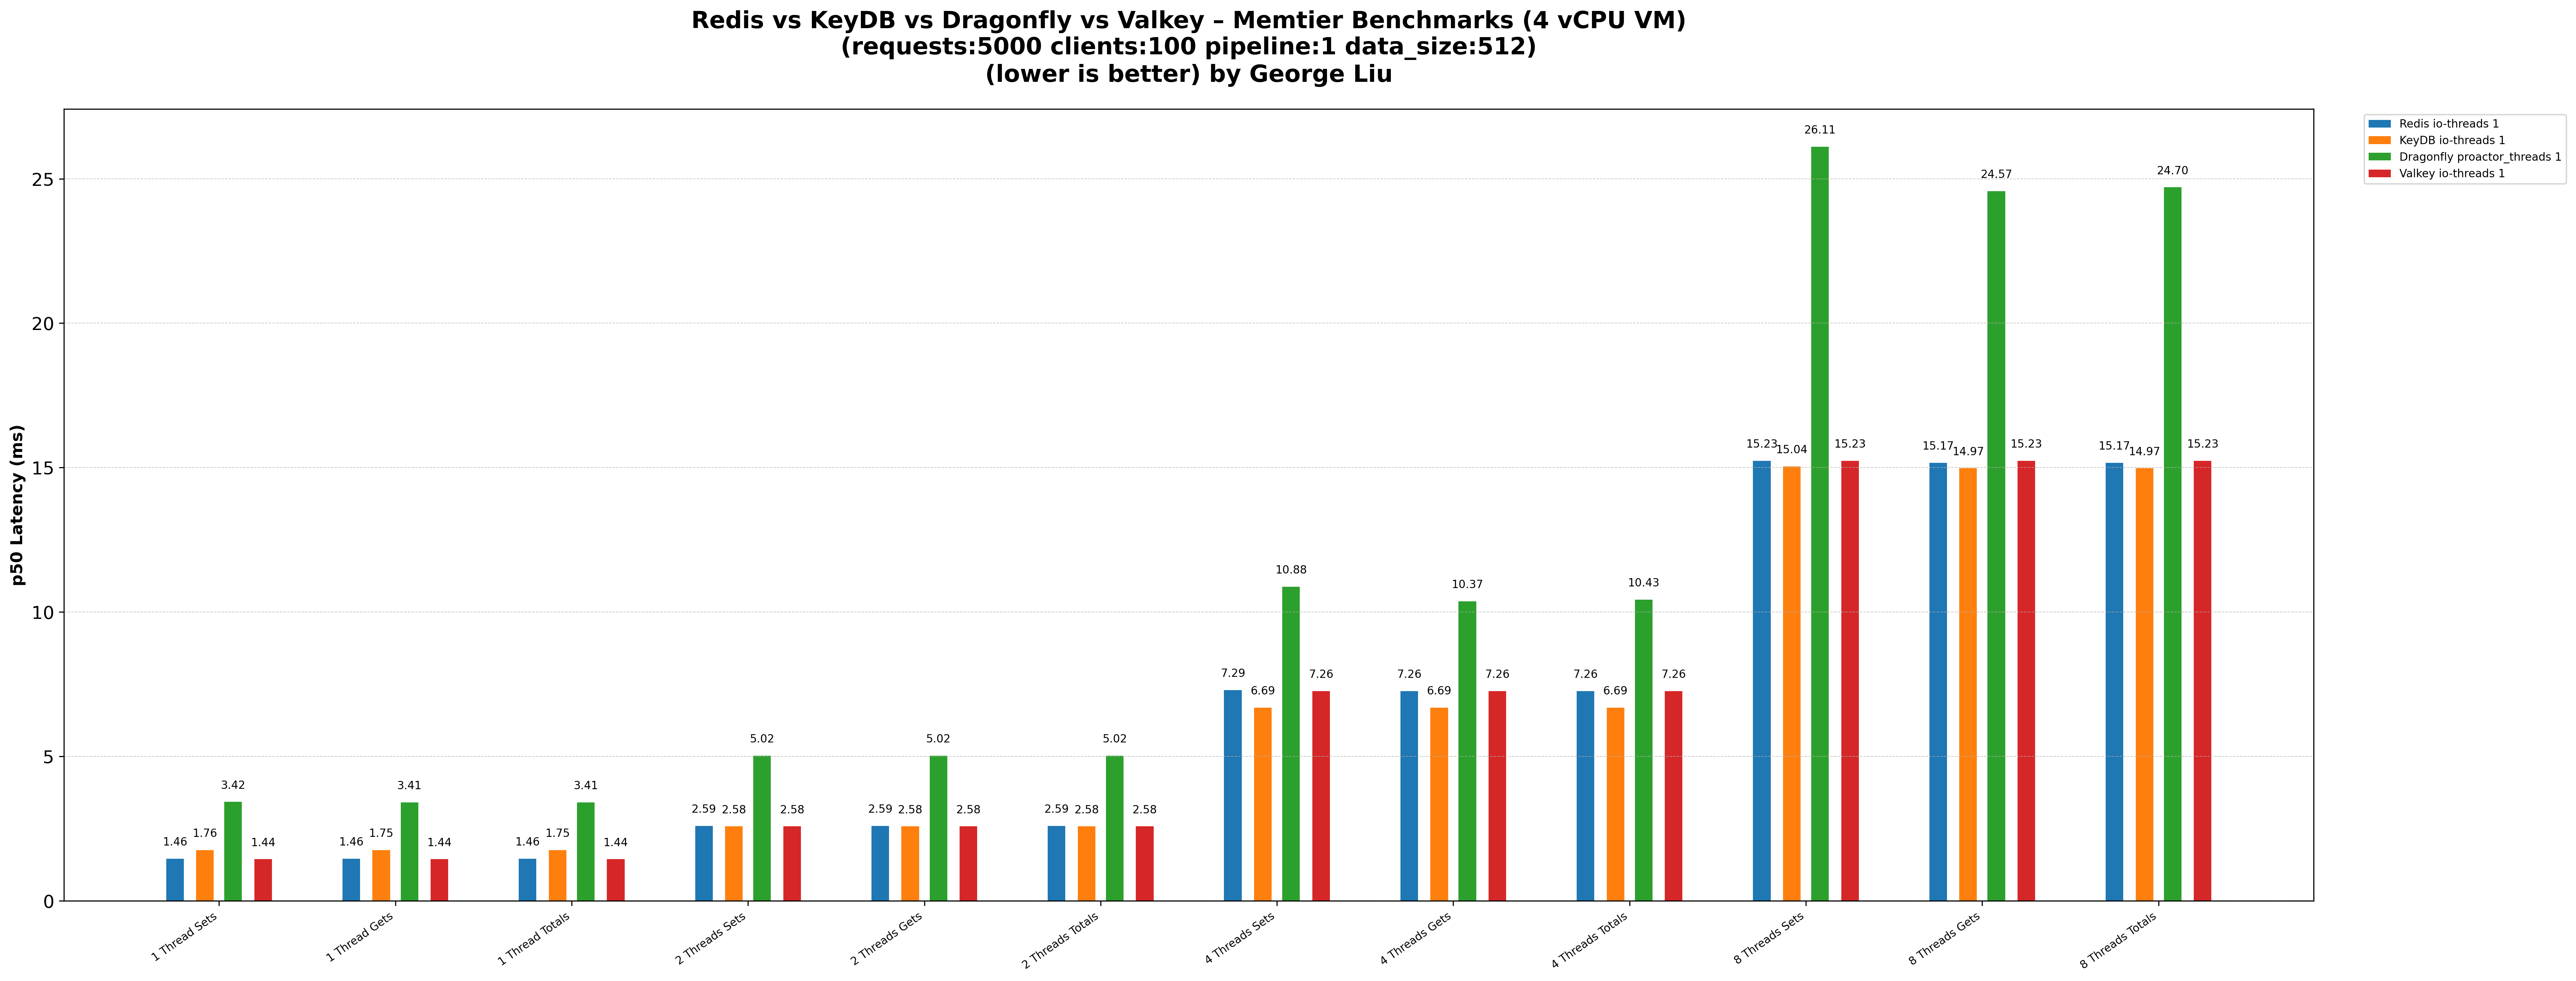 Redis vs KeyDB vs Dragonfly vs Valkey – Memtier Benchmarks (4 vCPU VM)
(requests:5000 clients:100 pipeline:1 data_size:512)
(lower is better) by George Liu
Redis io-threads 1
KeyDB io-threads 1
Dragonfly proactor_threads 1
Valkey io-threads 1
p50 Latency (ms)
25
20
15
10
5
0
1.46 1.76 3.42 1.44
1.46 1.75 3.41 1.44
1.46 1.75 3.41 1.44
2.59 2.58 5.02 2.58
2.59 2.58 5.02 2.58
2.59 2.58 5.02 2.58
7.29 6.69 10.88 7.26
7.26 6.69 10.37 7.26
7.26 6.69 10.43 7.26
15.23 15.04 26.11 15.23
15.17 14.97 24.57 15.23
15.17 14.97 24.70 15.23
1 Thread Sets
1 Thread Gets
1 Thread Totals
2 Threads Sets
2 Threads Gets
2 Threads Totals
4 Threads Sets
4 Threads Gets
4 Threads Totals
8 Threads Sets
8 Threads Gets
8 Threads Totals